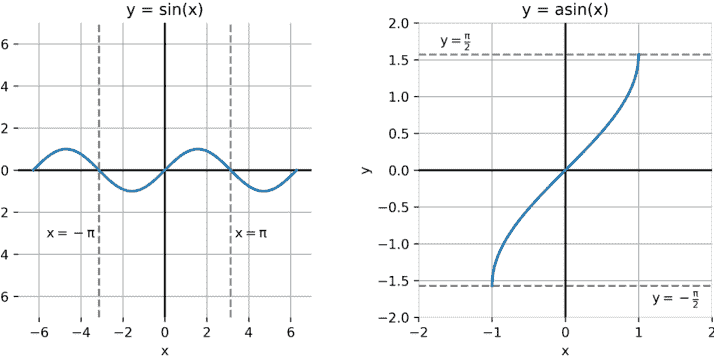 y = sin(x)
6
4
2
0
2
4
6
x = −π
x = π
−6 −4 −2 0 2 4 6
x
y = asin(x)
2.0
1.5
1.0
0.5
0.0
−0.5
−1.0
−1.5
−2.0
y
y = π/2
y = −π/2
−2 −1 0 1 2
x